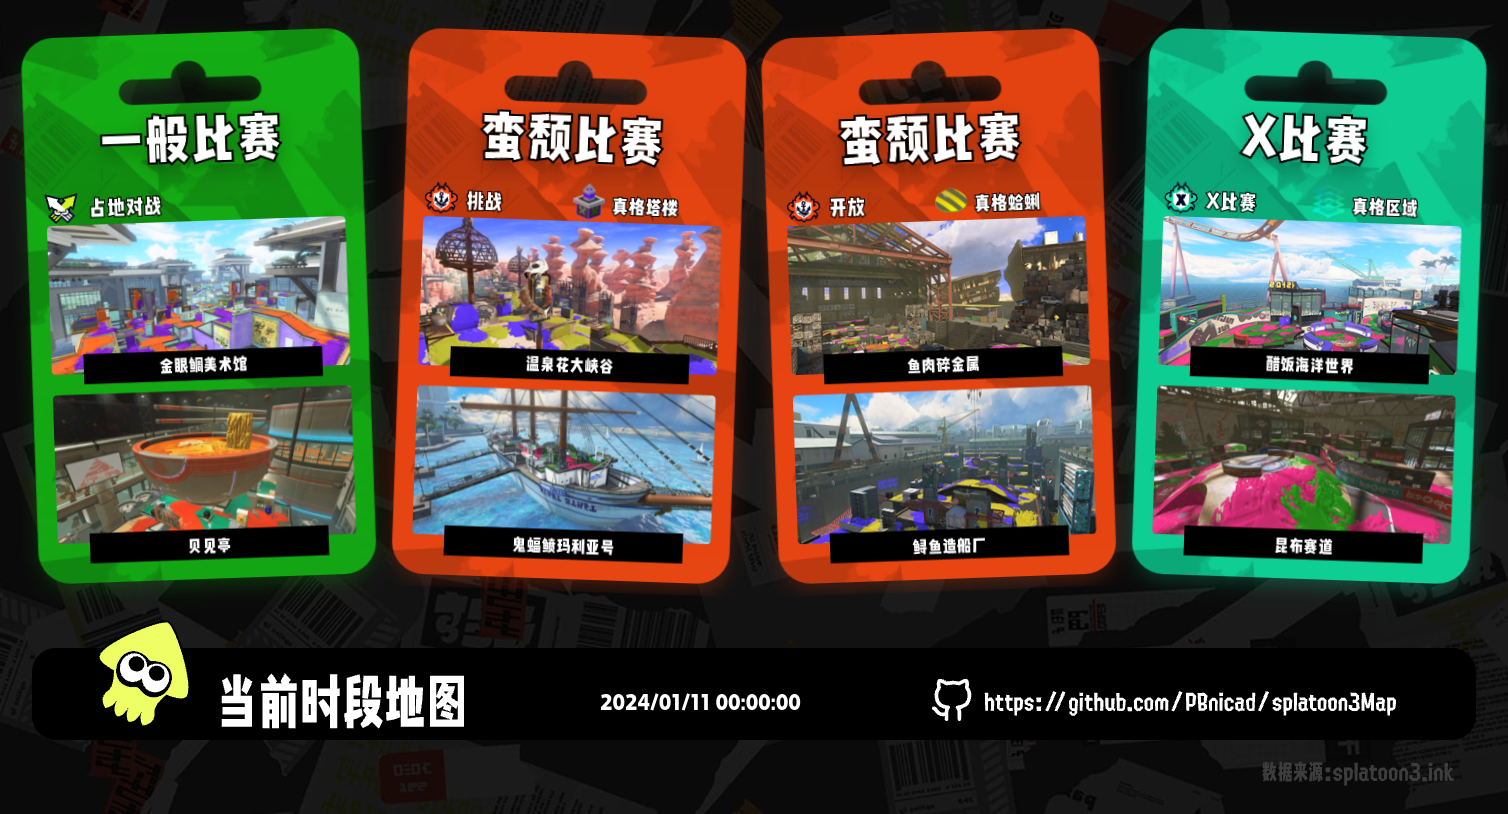 一般比赛
占地对战
金眼鲷美术馆
贝见亭
蛮颓比赛
挑战
真格塔楼
温泉花大峡谷
鬼蝠鲼玛利亚号
蛮颓比赛
开放
真格蛤蜊
鱼肉碎金属
鲟鱼造船厂
X比赛
X比赛
真格区域
醋饭海洋世界
昆布赛道
当前时段地图
2024/01/11 00:00:00
https://github.com/PBnicad/splatoon3Map
数据来源:splatoon3.ink